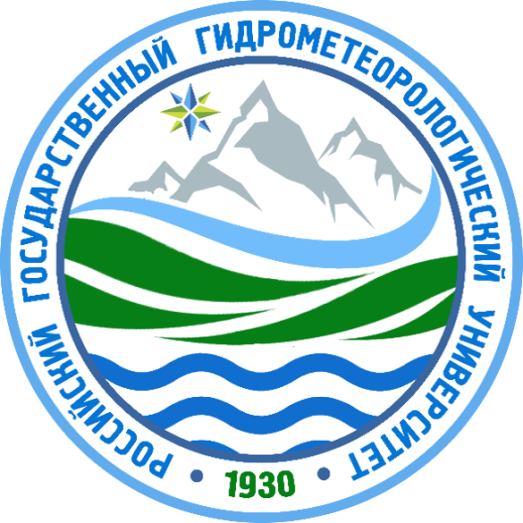 РОССИЙСКИЙ ГОСУДАРСТВЕННЫЙ ГИДРОМЕТЕОРОЛОГИЧЕСКИЙ УНИВЕРСИТЕТ
• 1930 •